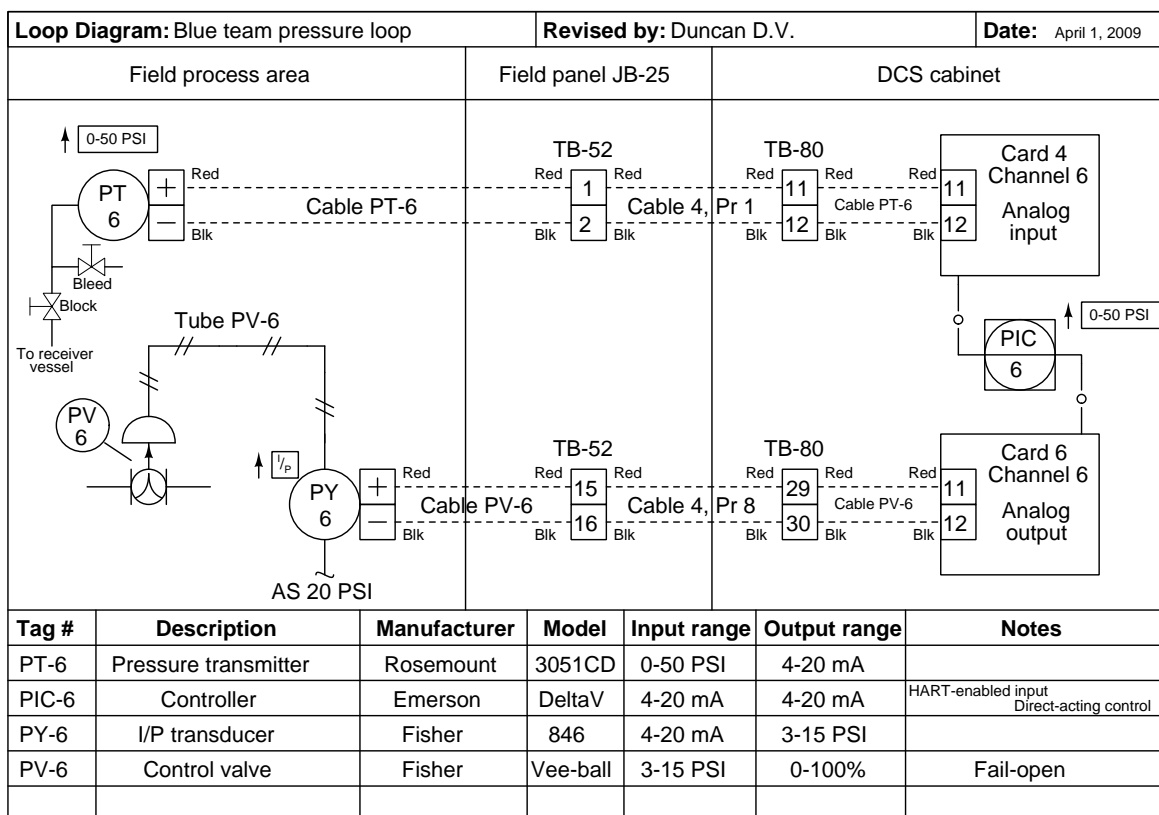 Loop Diagram: Blue team pressure loop
Revised by: Duncan D.V.
Date: April 1, 2009
Field process area
Field panel JB-25
DCS cabinet
0-50 PSI
PT
6
+
−
Red
Blk
Cable PT-6
TB-52
Red
1
Red
Blk
2
Blk
Cable 4, Pr 1
TB-80
Red
11
Red
Blk
12
Blk
Cable PT-6
Red
11
Blk
12
Card 4
Channel 6
Analog
input
Bleed
Block
To receiver
vessel
Tube PV-6
PIC
6
0-50 PSI
PV
6
I/P
PY
6
+
−
Red
Blk
AS 20 PSI
Cable PV-6
TB-52
Red
15
Red
Blk
16
Blk
Cable 4, Pr 8
TB-80
Red
29
Red
Blk
30
Blk
Cable PV-6
Red
11
Blk
12
Card 6
Channel 6
Analog
output
Tag # Description Manufacturer Model Input range Output range Notes
PT-6 Pressure transmitter Rosemount 3051CD 0-50 PSI 4-20 mA
PIC-6 Controller Emerson DeltaV 4-20 mA 4-20 mA HART-enabled input
Direct-acting control
PY-6 I/P transducer Fisher 846 4-20 mA 3-15 PSI
PV-6 Control valve Fisher Vee-ball 3-15 PSI 0-100% Fail-open